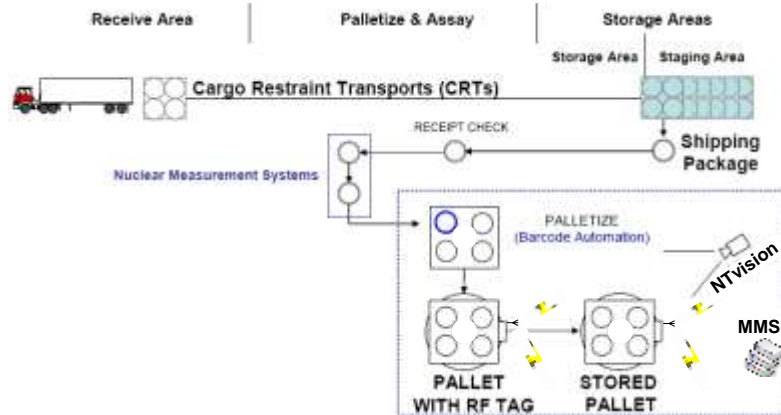 Receive Area
Palletize & Assay
Storage Areas
Storage Area
Staging Area
Cargo Restraint Transports (CRTs)
RECEIPT CHECK
Shipping
Package
Nuclear Measurement Systems
PALLETIZE
(Barcode Automation)
NTvision
MMS
PALLET
WITH RF TAG
STORED
PALLET